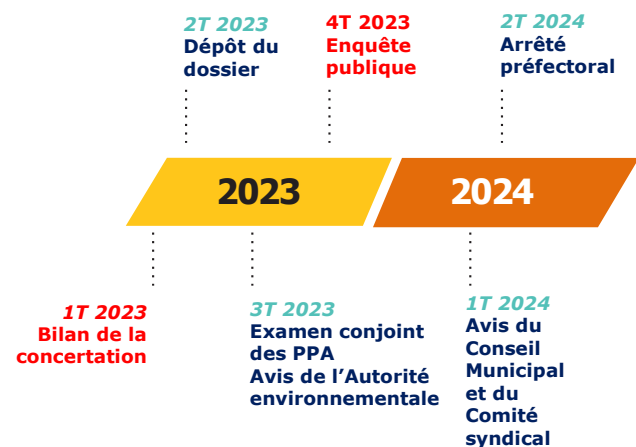 2T 2023
Dépôt du
dossier
4T 2023
Enquête
publique
2T 2024
Arrêté
préfectoral
2023
2024
1T 2023
Bilan de la
concertation
3T 2023
Examen conjoint
des PPA
Avis de l’Autorité
environnementale
1T 2024
Avis du
Conseil
Municipal
et du
Comité
syndical